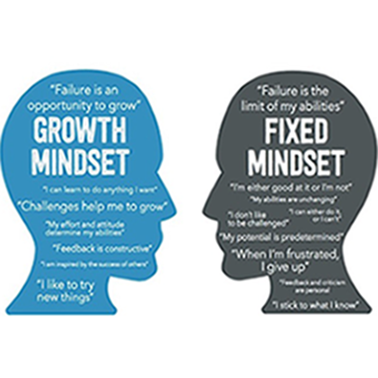 "Failure is an
opportunity to grow"
GROWTH
MINDSET
"I can learn to do anything I want"
"Challenges help me to grow"
"My effort and attitude
determine my abilities"
"Feedback is constructive"
"I am inspired by the success of others"
"I like to try
new things"
"Failure is the
limit of my abilities"
FIXED
MINDSET
"I'm either good at it or I'm not"
"My abilities are unchanging"
"I don't like
to be challenged"
"I can either do it,
or I can't"
"My potential is predetermined"
"When I'm frustrated,
I give up"
"Feedback and criticism
are personal"
"I stick to what I know"